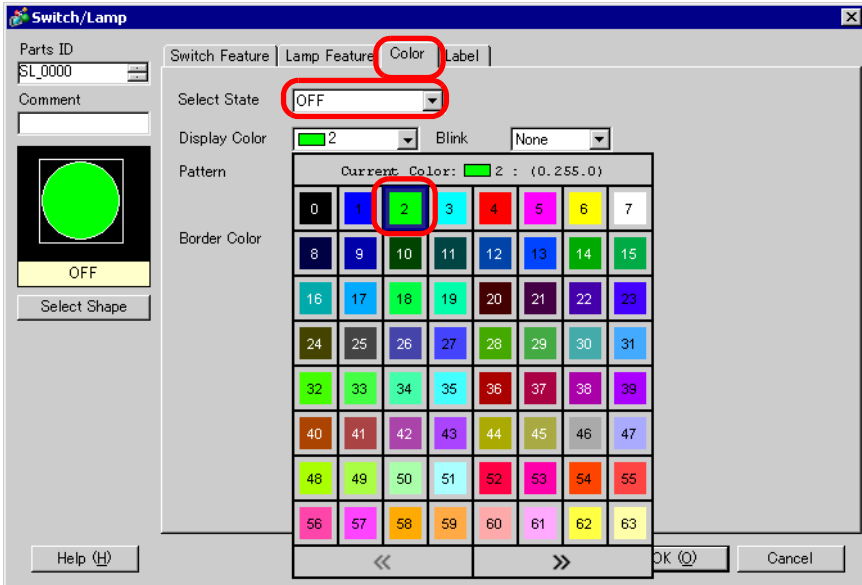 Switch/Lamp
Parts ID
SL_0000
Comment
OFF
Select Shape
Switch Feature Lamp Feature Color Label
Select State OFF
Display Color 2 Blink None
Pattern
Border Color
Current Color: 2 : (0.255.0)
0 1 2 3 4 5 6 7
8 9 10 11 12 13 14 15
16 17 18 19 20 21 22 23
24 25 26 27 28 29 30 31
32 33 34 35 36 37 38 39
40 41 42 43 44 45 46 47
48 49 50 51 52 53 54 55
56 57 58 59 60 61 62 63
« »
Help (H) OK (O) Cancel